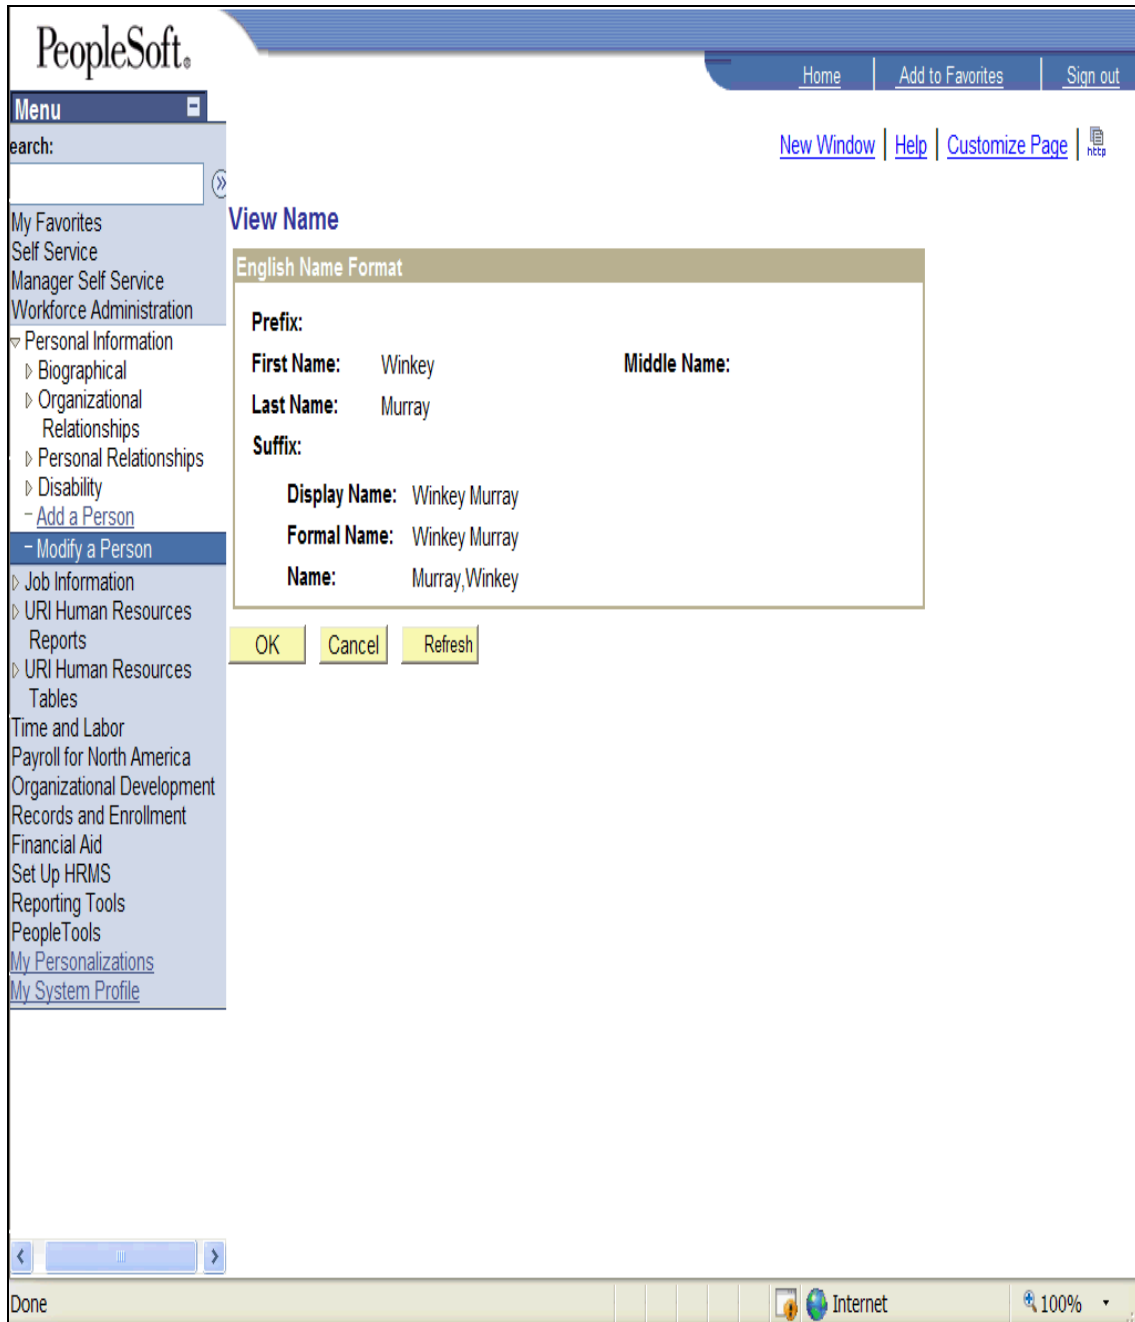 PeopleSoft®
Home Add to Favorites Sign out
Menu
earch:
New Window Help Customize Page http
My Favorites
Self Service
Manager Self Service
Workforce Administration
Personal Information
Biographical
Organizational
Relationships
Personal Relationships
Disability
- Add a Person
- Modify a Person
Job Information
URI Human Resources
Reports
URI Human Resources
Tables
Time and Labor
Payroll for North America
Organizational Development
Records and Enrollment
Financial Aid
Set Up HRMS
Reporting Tools
PeopleTools
My Personalizations
My System Profile
View Name
English Name Format
Prefix:
First Name: Winkey Middle Name:
Last Name: Murray
Suffix:
Display Name: Winkey Murray
Formal Name: Winkey Murray
Name: Murray,Winkey
OK Cancel Refresh
Done Internet 100%